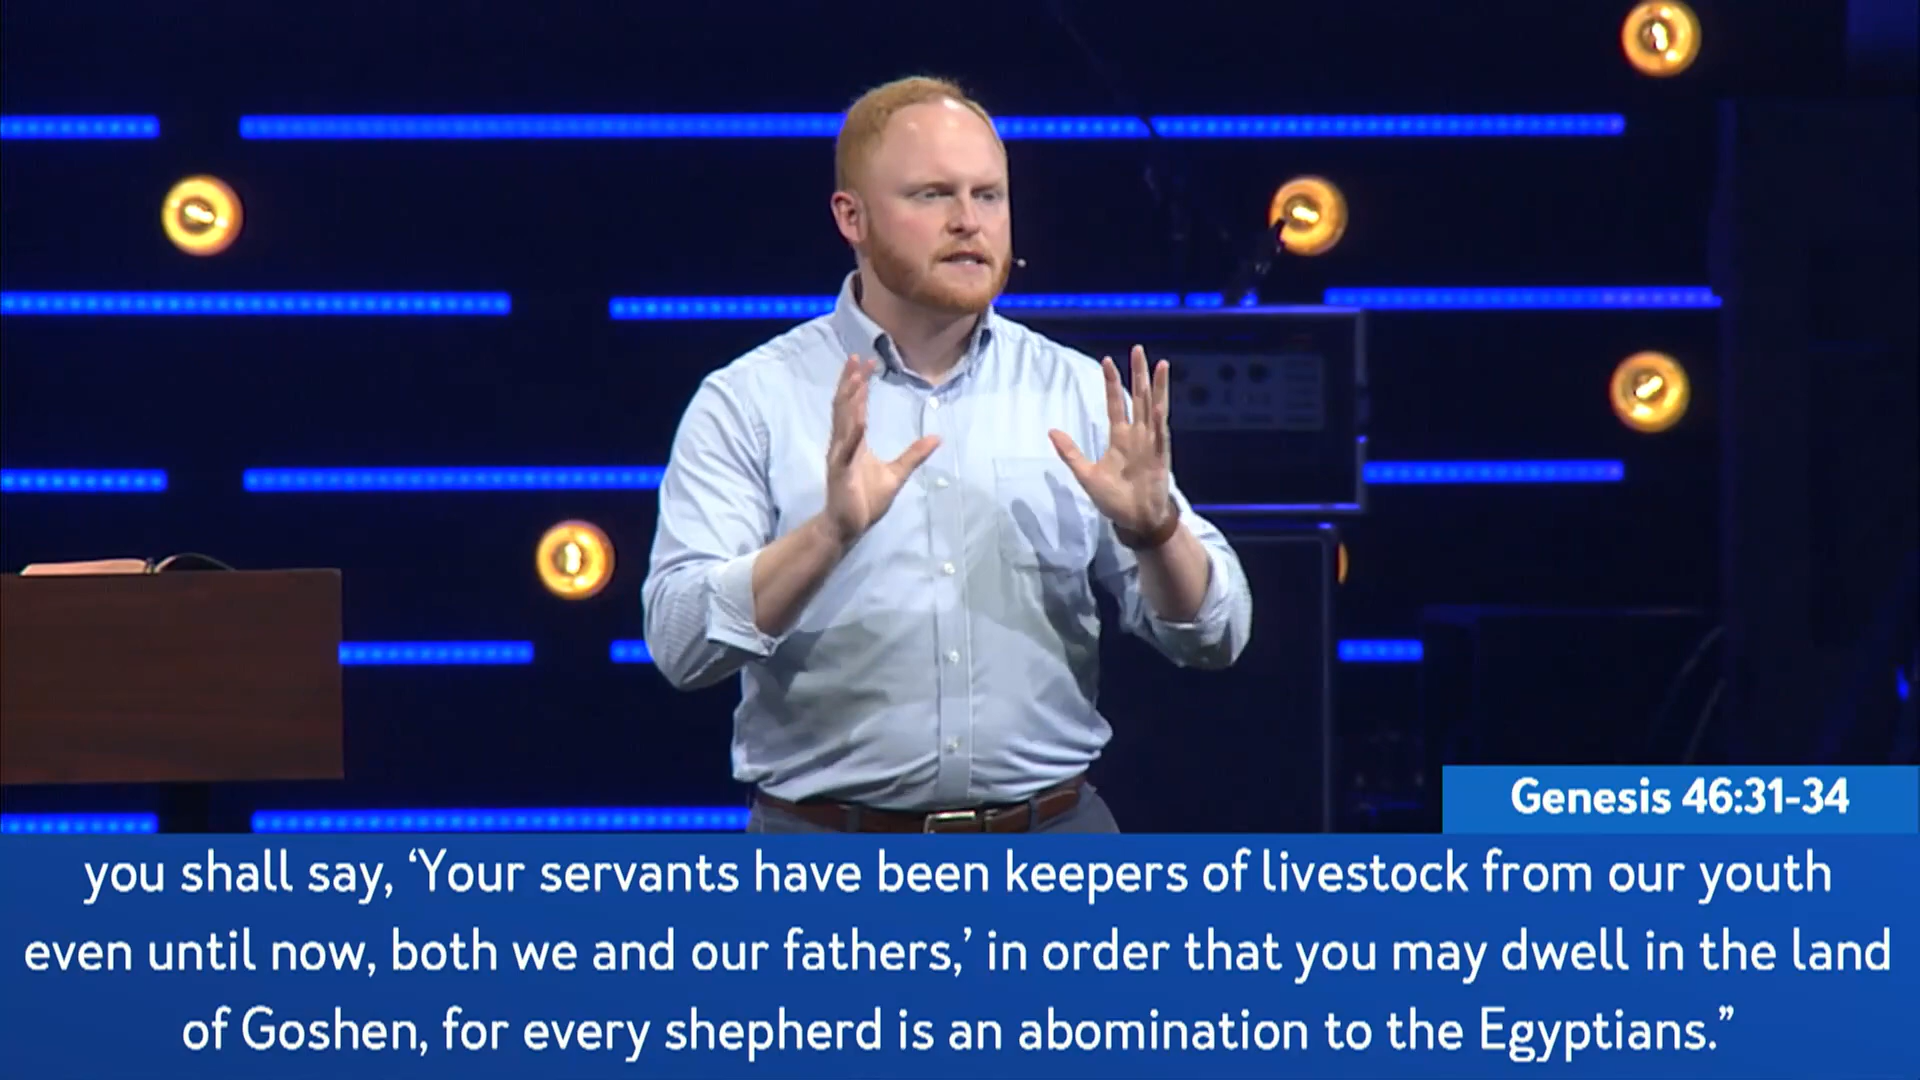 Genesis 46:31-34
you shall say, ‘Your servants have been keepers of livestock from our youth
even until now, both we and our fathers,’ in order that you may dwell in the land
of Goshen, for every shepherd is an abomination to the Egyptians.”